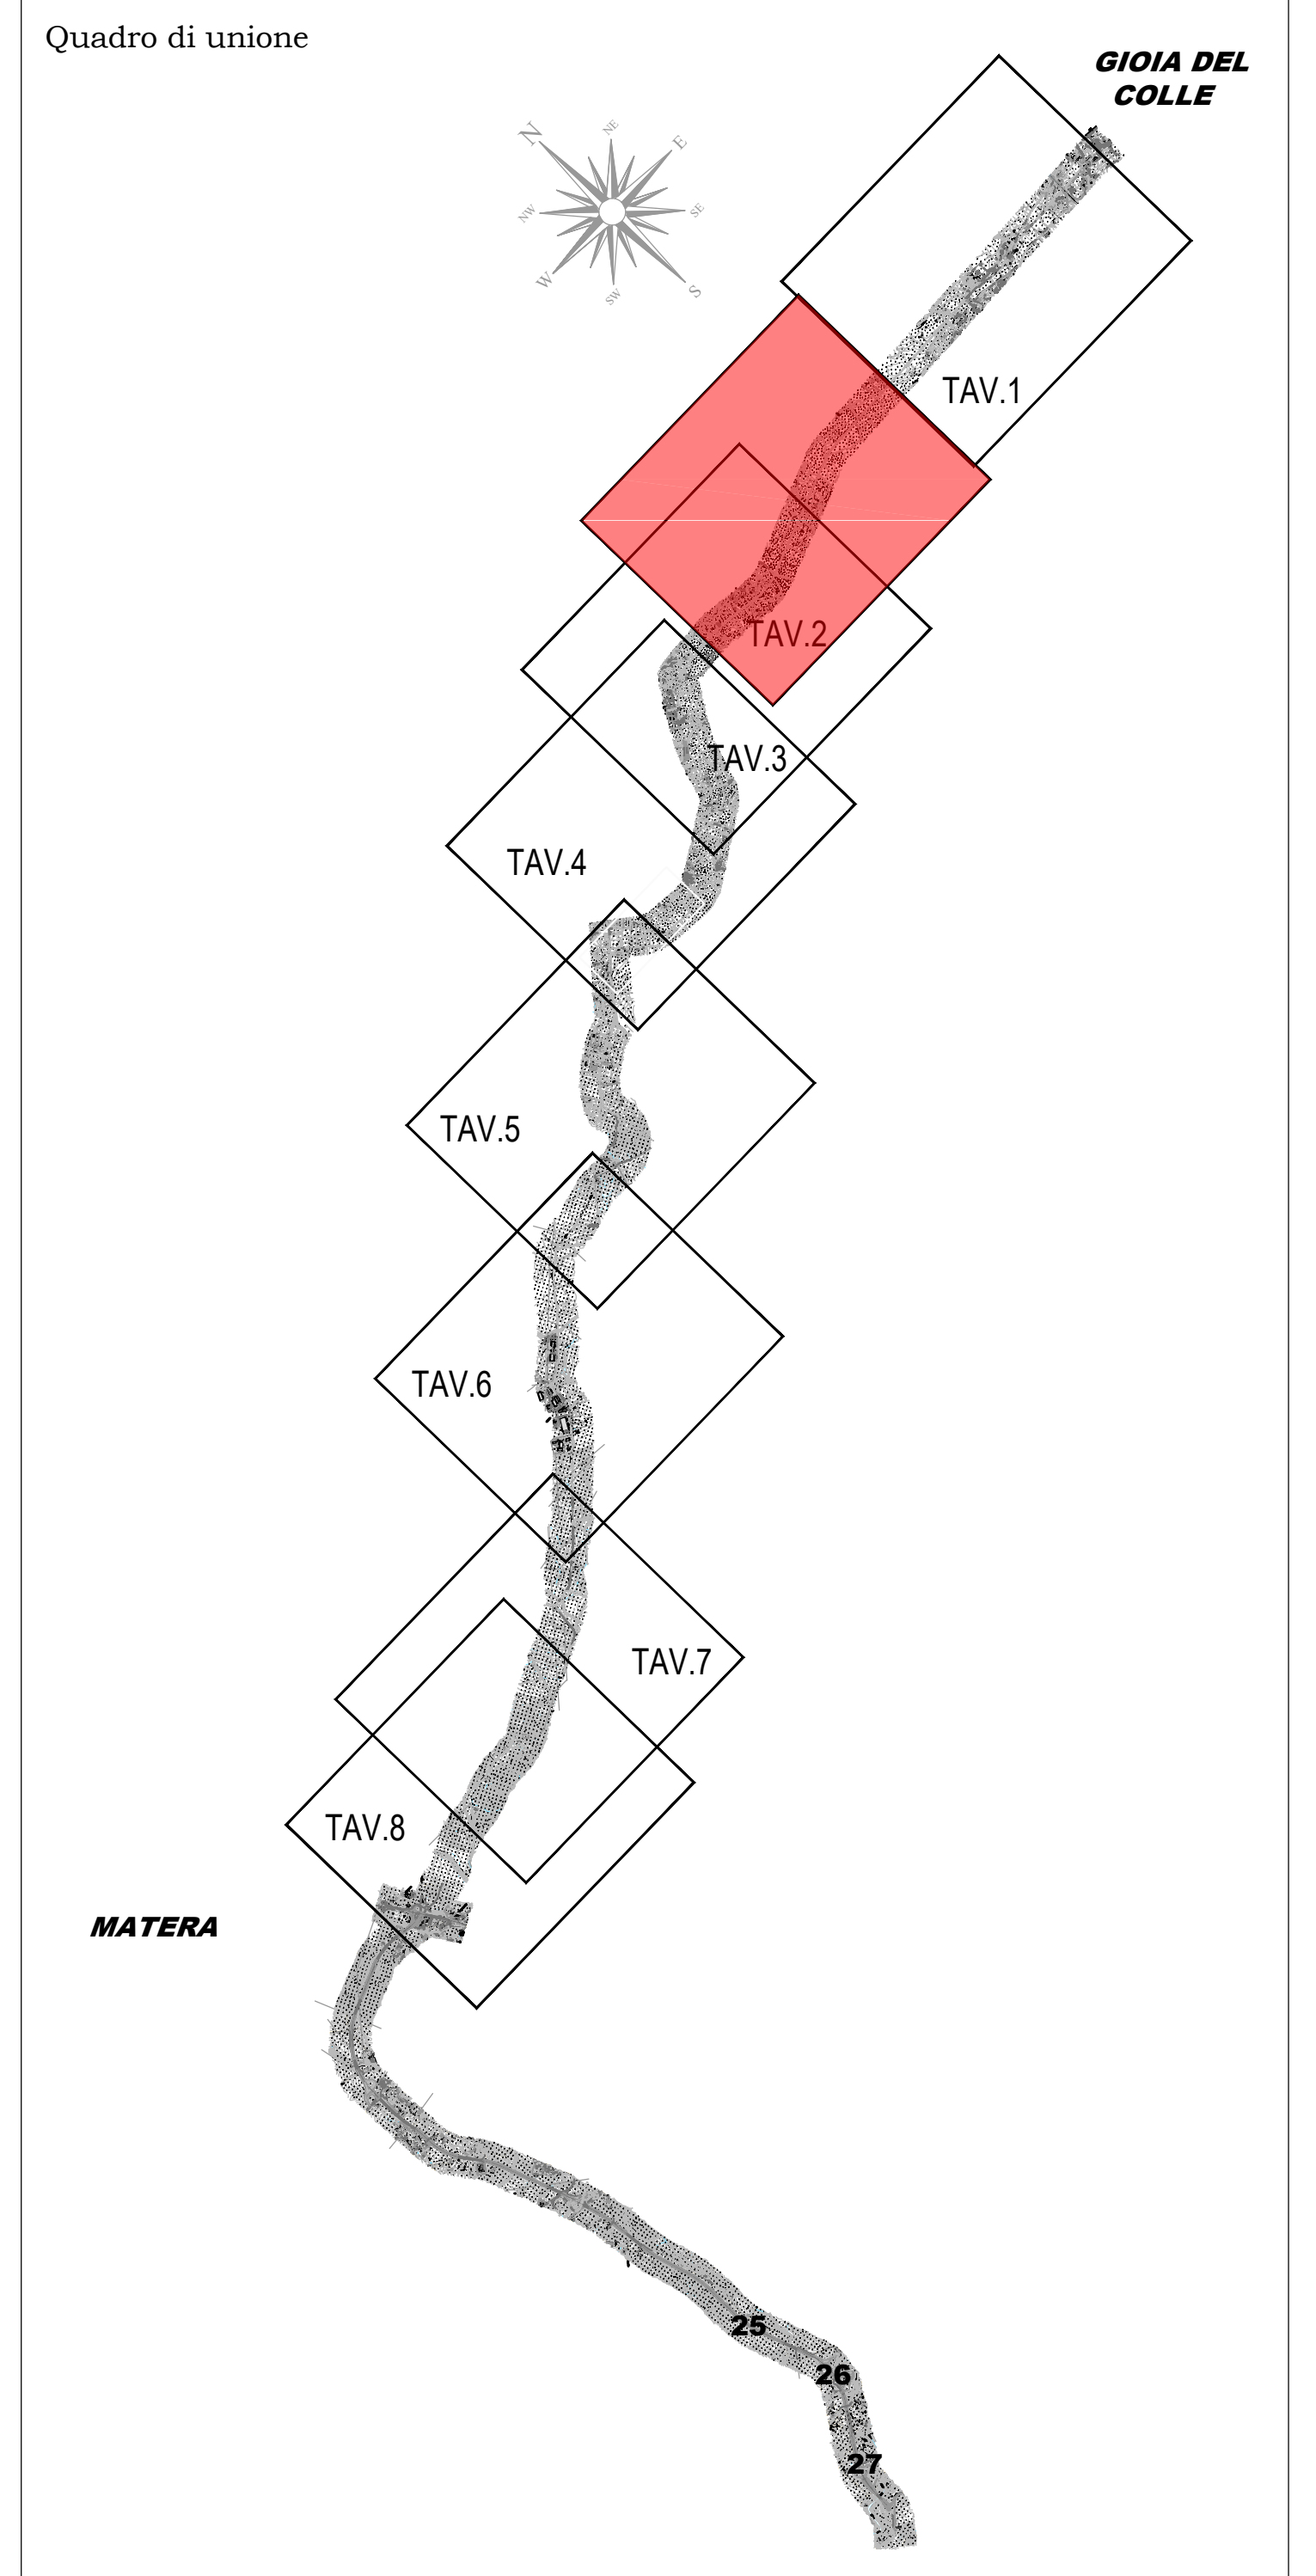 Quadro di unione
GIOIA DEL
COLLE
N
NE
E
NW
SE
W
SW
S
TAV.1
TAV.2
TAV.3
TAV.4
TAV.5
TAV.6
TAV.7
TAV.8
MATERA
25
26
27